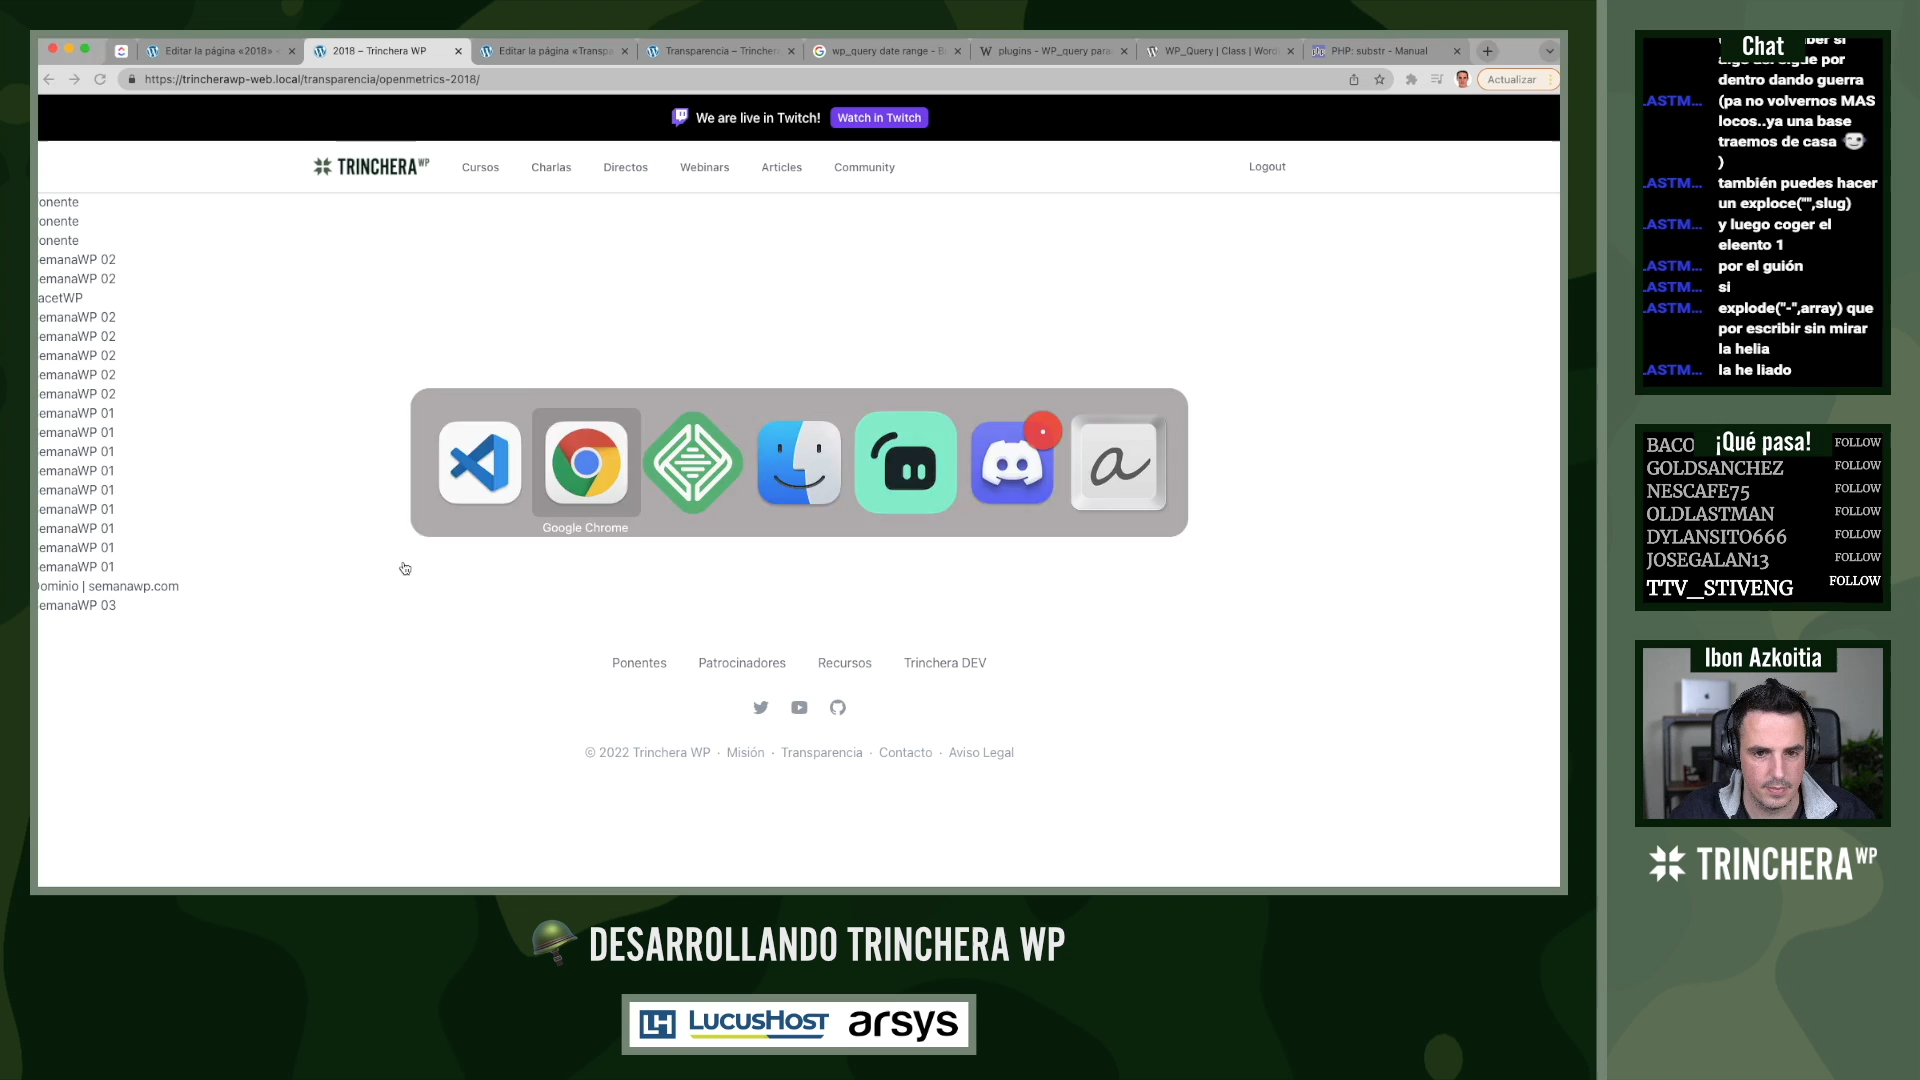 Editar la página «2018»
2018 – Trinchera WP
Editar la página «Transpa
Transparencia – Trincher
wp_query date range - B
plugins - WP_query para
WP_Query | Class | Word
PHP: substr - Manual
https://trincherawp-web.local/transparencia/openmetrics-2018/
Actualizar
We are live in Twitch!
Watch in Twitch
TRINCHERA WP
Cursos
Charlas
Directos
Webinars
Articles
Community
Logout
onente
onente
onente
emanaWP 02
emanaWP 02
acetWP
emanaWP 02
emanaWP 02
emanaWP 02
emanaWP 02
emanaWP 02
emanaWP 01
emanaWP 01
emanaWP 01
emanaWP 01
emanaWP 01
emanaWP 01
emanaWP 01
emanaWP 01
emanaWP 01
ominio | semanawp.com
emanaWP 03
Google Chrome
Ponentes
Patrocinadores
Recursos
Trinchera DEV
© 2022 Trinchera WP · Misión · Transparencia · Contacto · Aviso Legal
DESARROLLANDO TRINCHERA WP
LH LUCUSHOST arsys
Chat
dentro dando guerra
LASTM... (pa no volvernos MAS
locos..ya una base
traemos de casa
)
LASTM... también puedes hacer
un exploce("",slug)
LASTM... y luego coger el
eleento 1
LASTM... por el guión
LASTM... si
LASTM... explode("-",array) que
por escribir sin mirar
la helia
LASTM... la he liado
¡Qué pasa!
BACO FOLLOW
GOLDSANCHEZ FOLLOW
NESCAFE75 FOLLOW
OLDLASTMAN FOLLOW
DYLANSITO666 FOLLOW
JOSEGALAN13 FOLLOW
TTV_STIVENG FOLLOW
Ibon Azkoitia
TRINCHERA WP